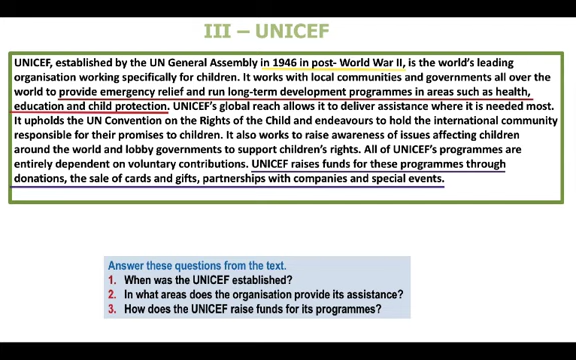 III – UNICEF
UNICEF, established by the UN General Assembly in 1946 in post- World War II, is the world's leading
organisation working specifically for children. It works with local communities and governments all over the
world to provide emergency relief and run long-term development programmes in areas such as health,
education and child protection. UNICEF's global reach allows it to deliver assistance where it is needed most.
It upholds the UN Convention on the Rights of the Child and endeavours to hold the international community
responsible for their promises to children. It also works to raise awareness of issues affecting children
around the world and lobby governments to support children's rights. All of UNICEF's programmes are
entirely dependent on voluntary contributions. UNICEF raises funds for these programmes through
donations, the sale of cards and gifts, partnerships with companies and special events.
Answer these questions from the text.
1. When was the UNICEF established?
2. In what areas does the organisation provide its assistance?
3. How does the UNICEF raise funds for its programmes?